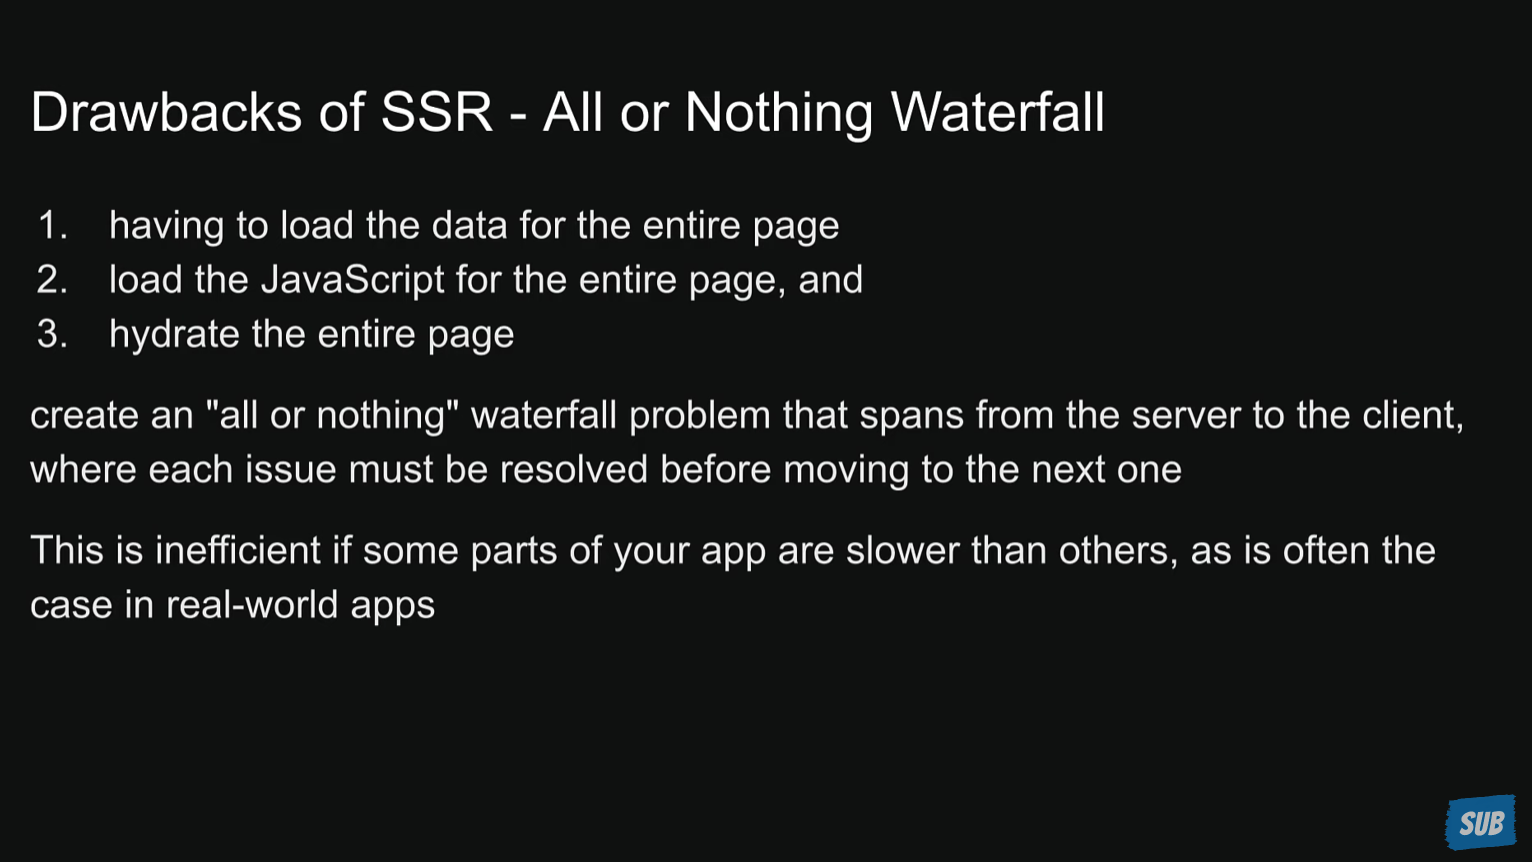 Drawbacks of SSR - All or Nothing Waterfall
1. having to load the data for the entire page
2. load the JavaScript for the entire page, and
3. hydrate the entire page
create an "all or nothing" waterfall problem that spans from the server to the client,
where each issue must be resolved before moving to the next one
This is inefficient if some parts of your app are slower than others, as is often the
case in real-world apps
SUB